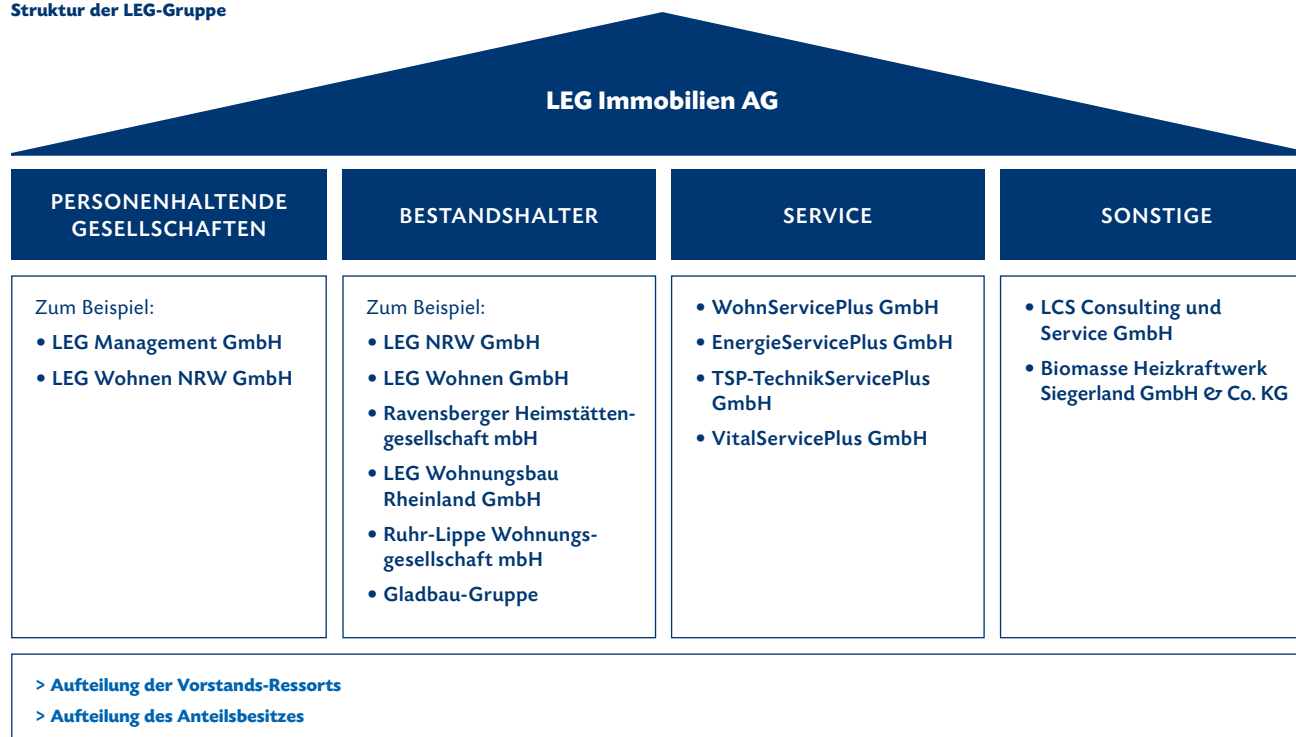 Struktur der LEG-Gruppe
LEG Immobilien AG
PERSONENHALTENDE
GESELLSCHAFTEN
BESTANDSHALTER
SERVICE
SONSTIGE
Zum Beispiel:
• LEG Management GmbH
• LEG Wohnen NRW GmbH
Zum Beispiel:
• LEG NRW GmbH
• LEG Wohnen GmbH
• Ravensberger Heimstätten-
gesellschaft mbH
• LEG Wohnungsbau
Rheinland GmbH
• Ruhr-Lippe Wohnungs-
gesellschaft mbH
• Gladbau-Gruppe
• WohnServicePlus GmbH
• EnergieServicePlus GmbH
• TSP-TechnikServicePlus
GmbH
• VitalServicePlus GmbH
• LCS Consulting und
Service GmbH
• Biomasse Heizkraftwerk
Siegerland GmbH & Co. KG
> Aufteilung der Vorstands-Ressorts
> Aufteilung des Anteilsbesitzes